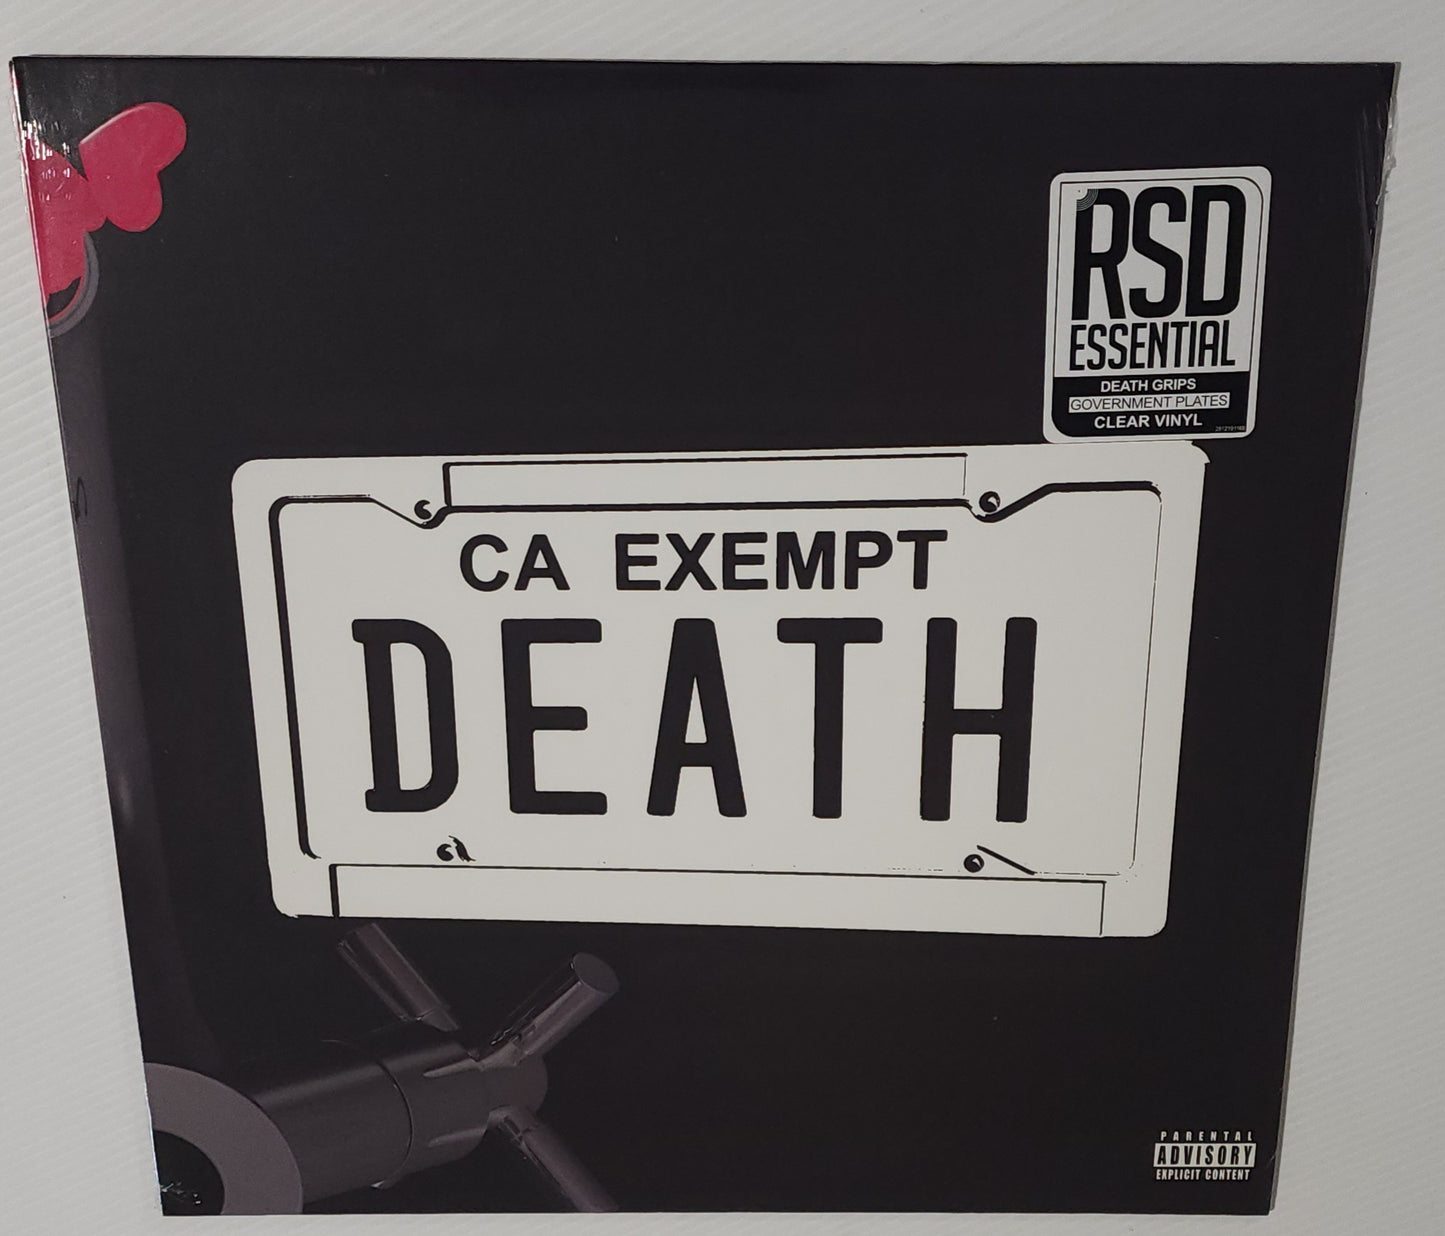 RSD
ESSENTIAL
DEATH GRIPS
GOVERNMENT PLATES
CLEAR VINYL
CA EXEMPT
DEATH
PARENTAL
ADVISORY
EXPLICIT CONTENT